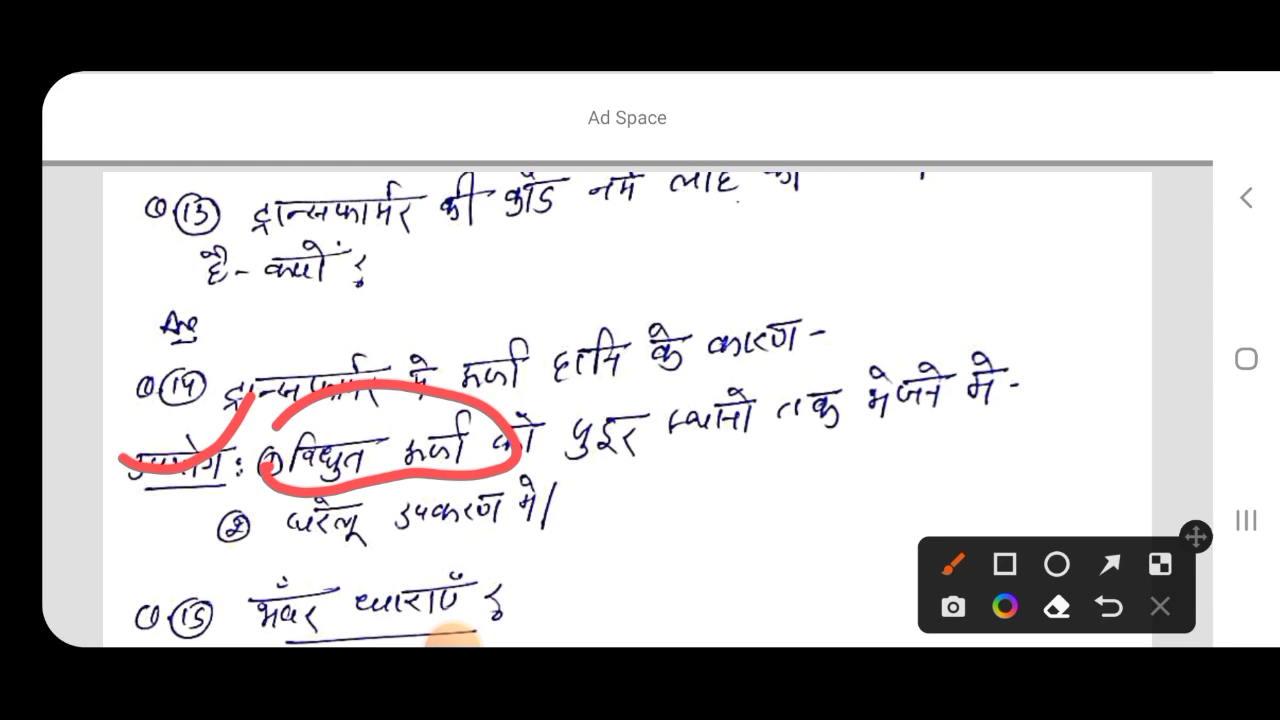 Ad Space
Q(13) ट्रान्सफार्मर की क्रोड नर्म लोहे की
है- क्यों?
Ans
Q(14) ट्रान्सफार्मर मे ऊर्जा हानि के कारण-
उपयोग: ① विधुत ऊर्जा को सुदूर स्थानो तक भेजने मे-
② घरेलू उपकरण मे|
Q(15) भँवर धाराएँ?